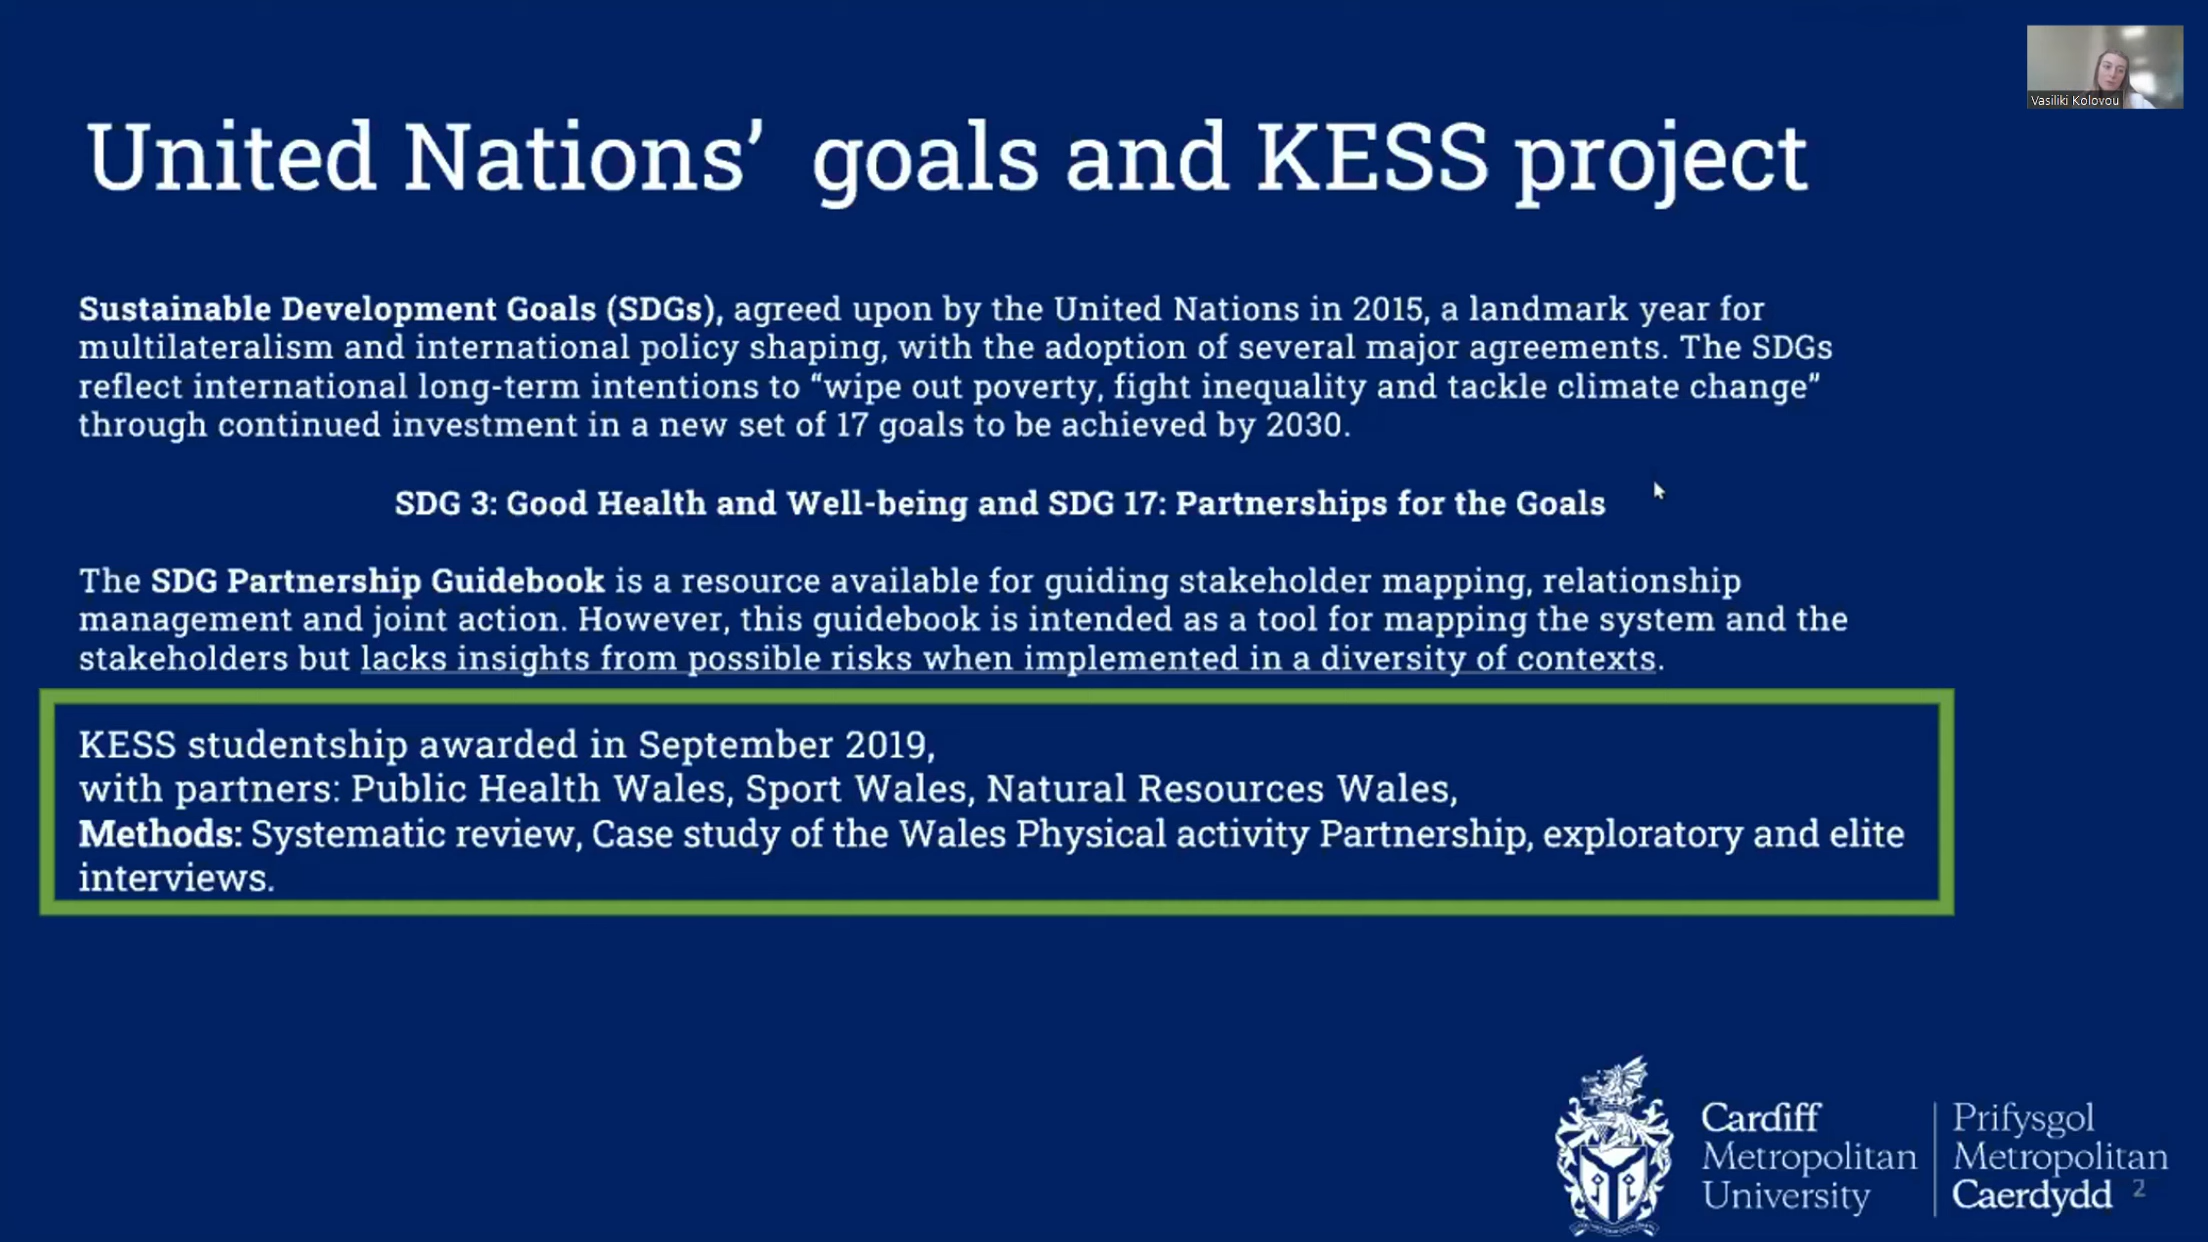 Vasiliki Kolovou
United Nations’ goals and KESS project
Sustainable Development Goals (SDGs), agreed upon by the United Nations in 2015, a landmark year for
multilateralism and international policy shaping, with the adoption of several major agreements. The SDGs
reflect international long-term intentions to “wipe out poverty, fight inequality and tackle climate change”
through continued investment in a new set of 17 goals to be achieved by 2030.
SDG 3: Good Health and Well-being and SDG 17: Partnerships for the Goals
The SDG Partnership Guidebook is a resource available for guiding stakeholder mapping, relationship
management and joint action. However, this guidebook is intended as a tool for mapping the system and the
stakeholders but lacks insights from possible risks when implemented in a diversity of contexts.
KESS studentship awarded in September 2019,
with partners: Public Health Wales, Sport Wales, Natural Resources Wales,
Methods: Systematic review, Case study of the Wales Physical activity Partnership, exploratory and elite
interviews.
Cardiff
Metropolitan
University
Prifysgol
Metropolitan
Caerdydd
2